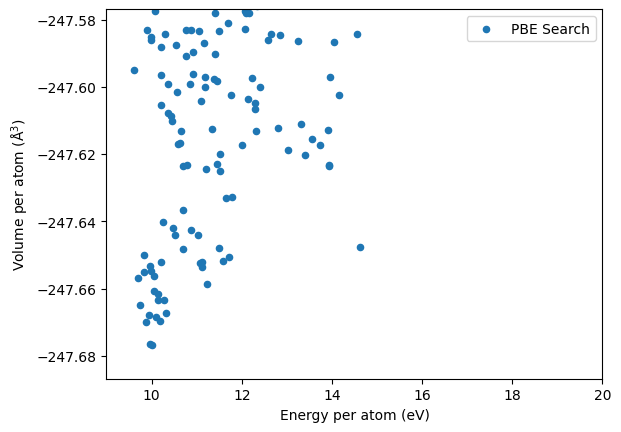 PBE Search
Volume per atom (Å³)
−247.58
−247.60
−247.62
−247.64
−247.66
−247.68
10 12 14 16 18 20
Energy per atom (eV)